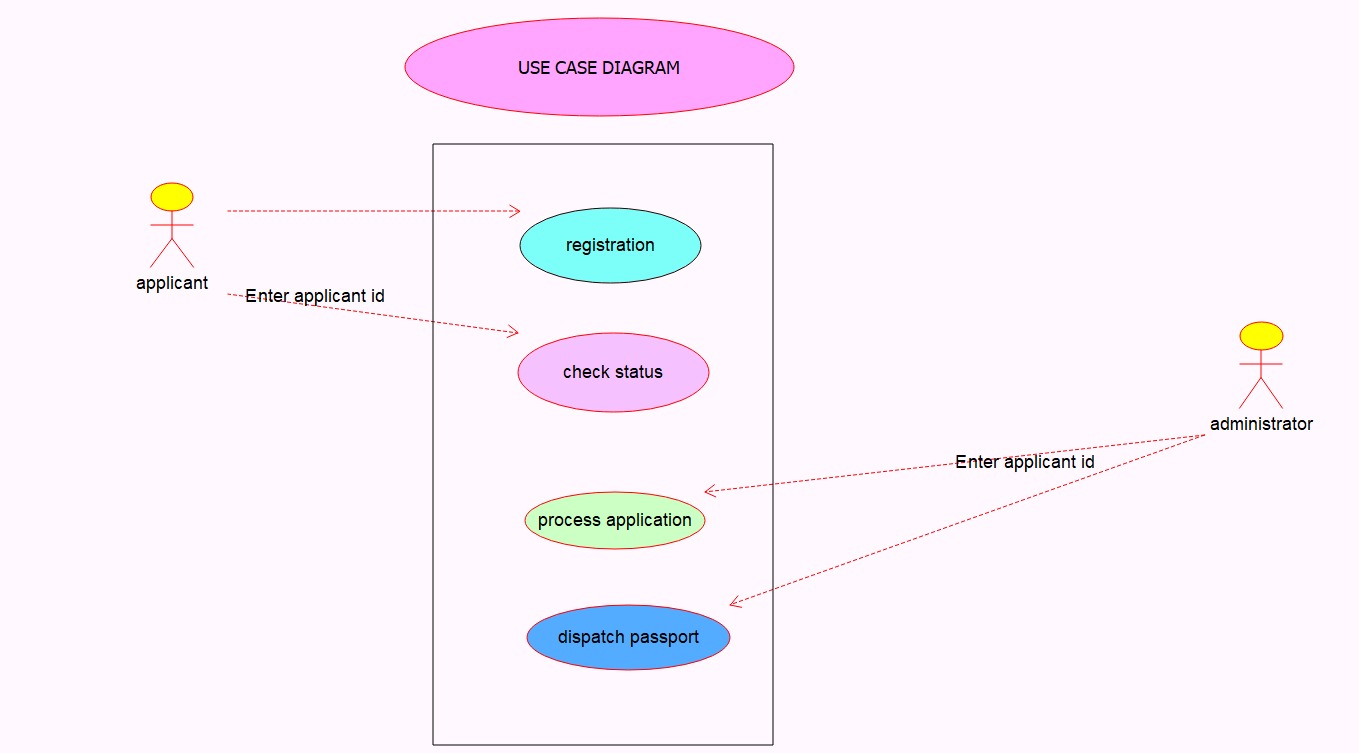 USE CASE DIAGRAM
registration
applicant
Enter applicant id
check status
administrator
Enter applicant id
process application
dispatch passport